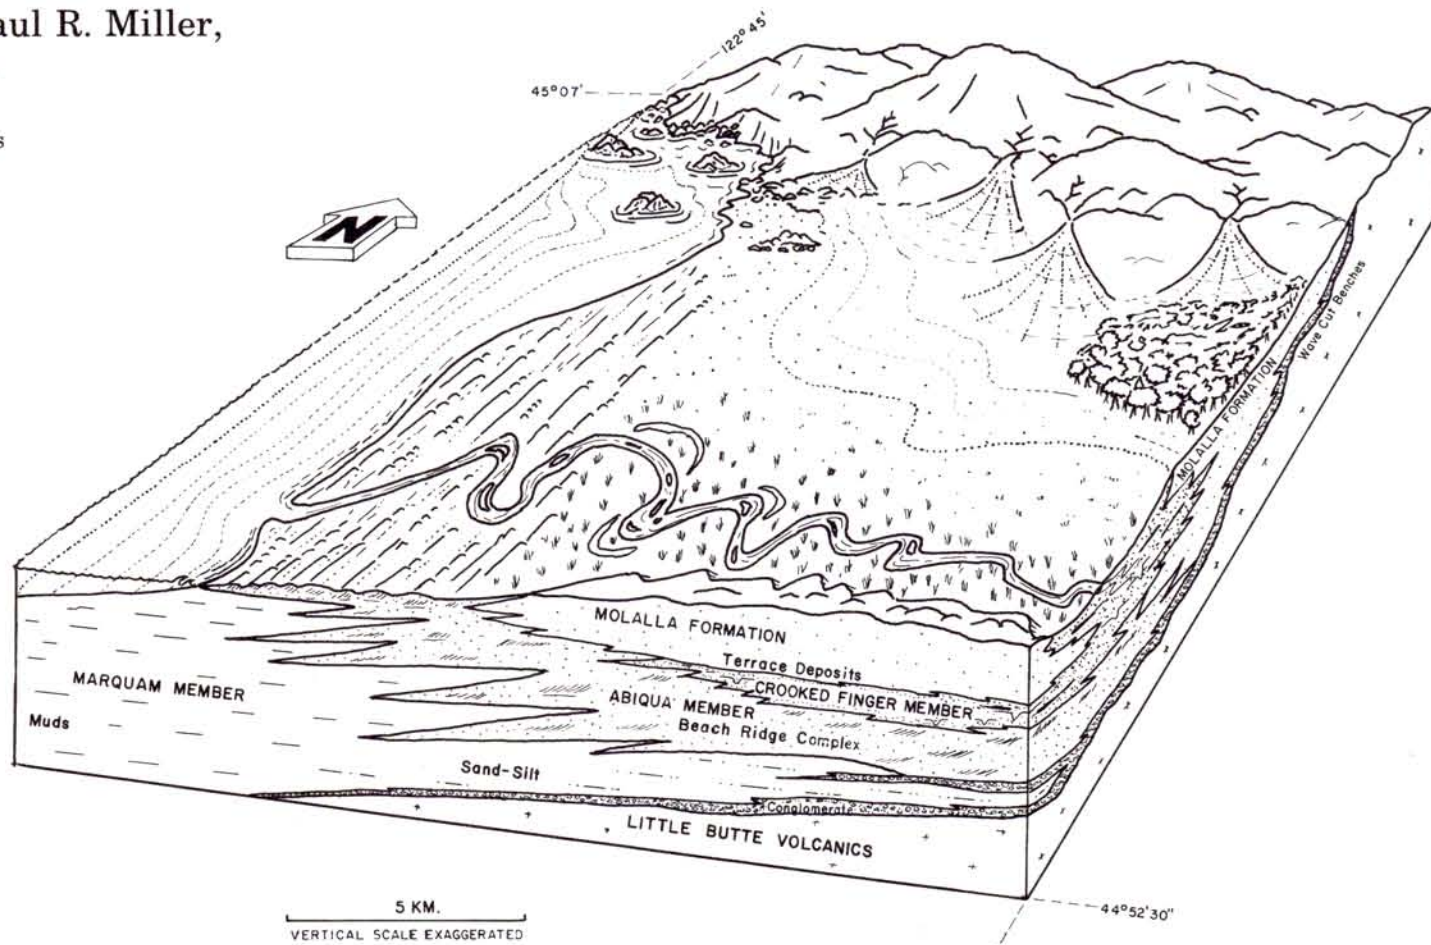 aul R. Miller,
s
122°45'
45°07'
N
Wave Cut Benches
MOLALLA FORMATION
MOLALLA FORMATION
Terrace Deposits
CROOKED FINGER MEMBER
MARQUAM MEMBER
ABIQUA MEMBER
Beach Ridge Complex
Muds
Sand-Silt
Conglomerate
LITTLE BUTTE VOLCANICS
5 KM.
VERTICAL SCALE EXAGGERATED
44°52'30"